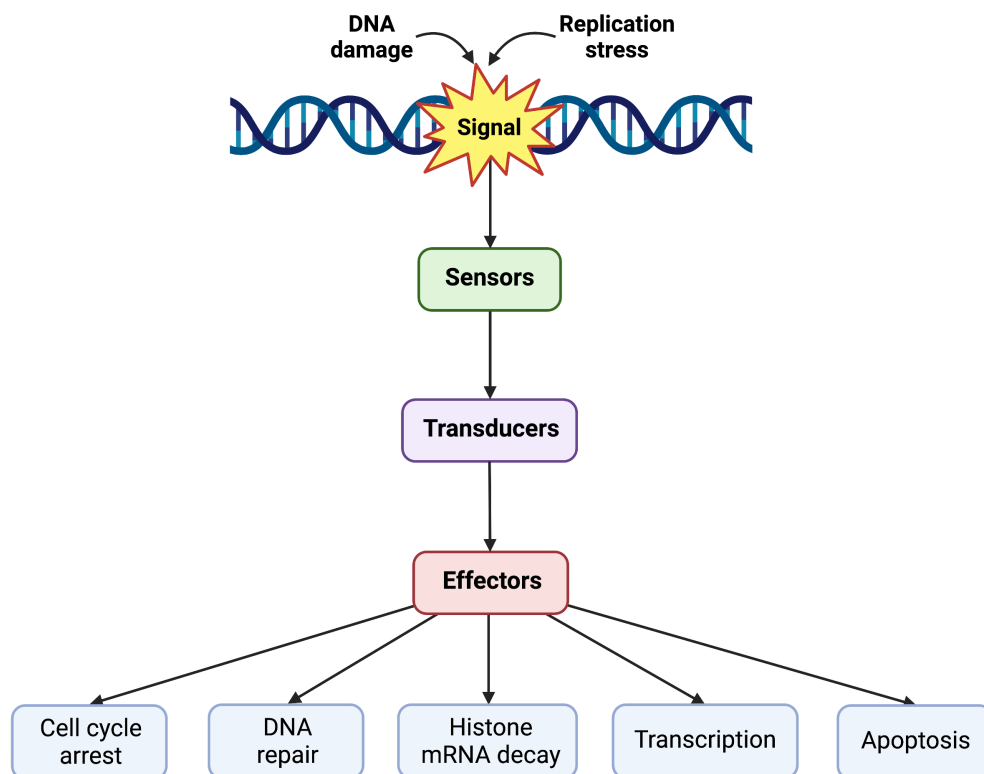 DNA
damage
Replication
stress
Signal
Sensors
Transducers
Effectors
Cell cycle
arrest
DNA
repair
Histone
mRNA decay
Transcription
Apoptosis